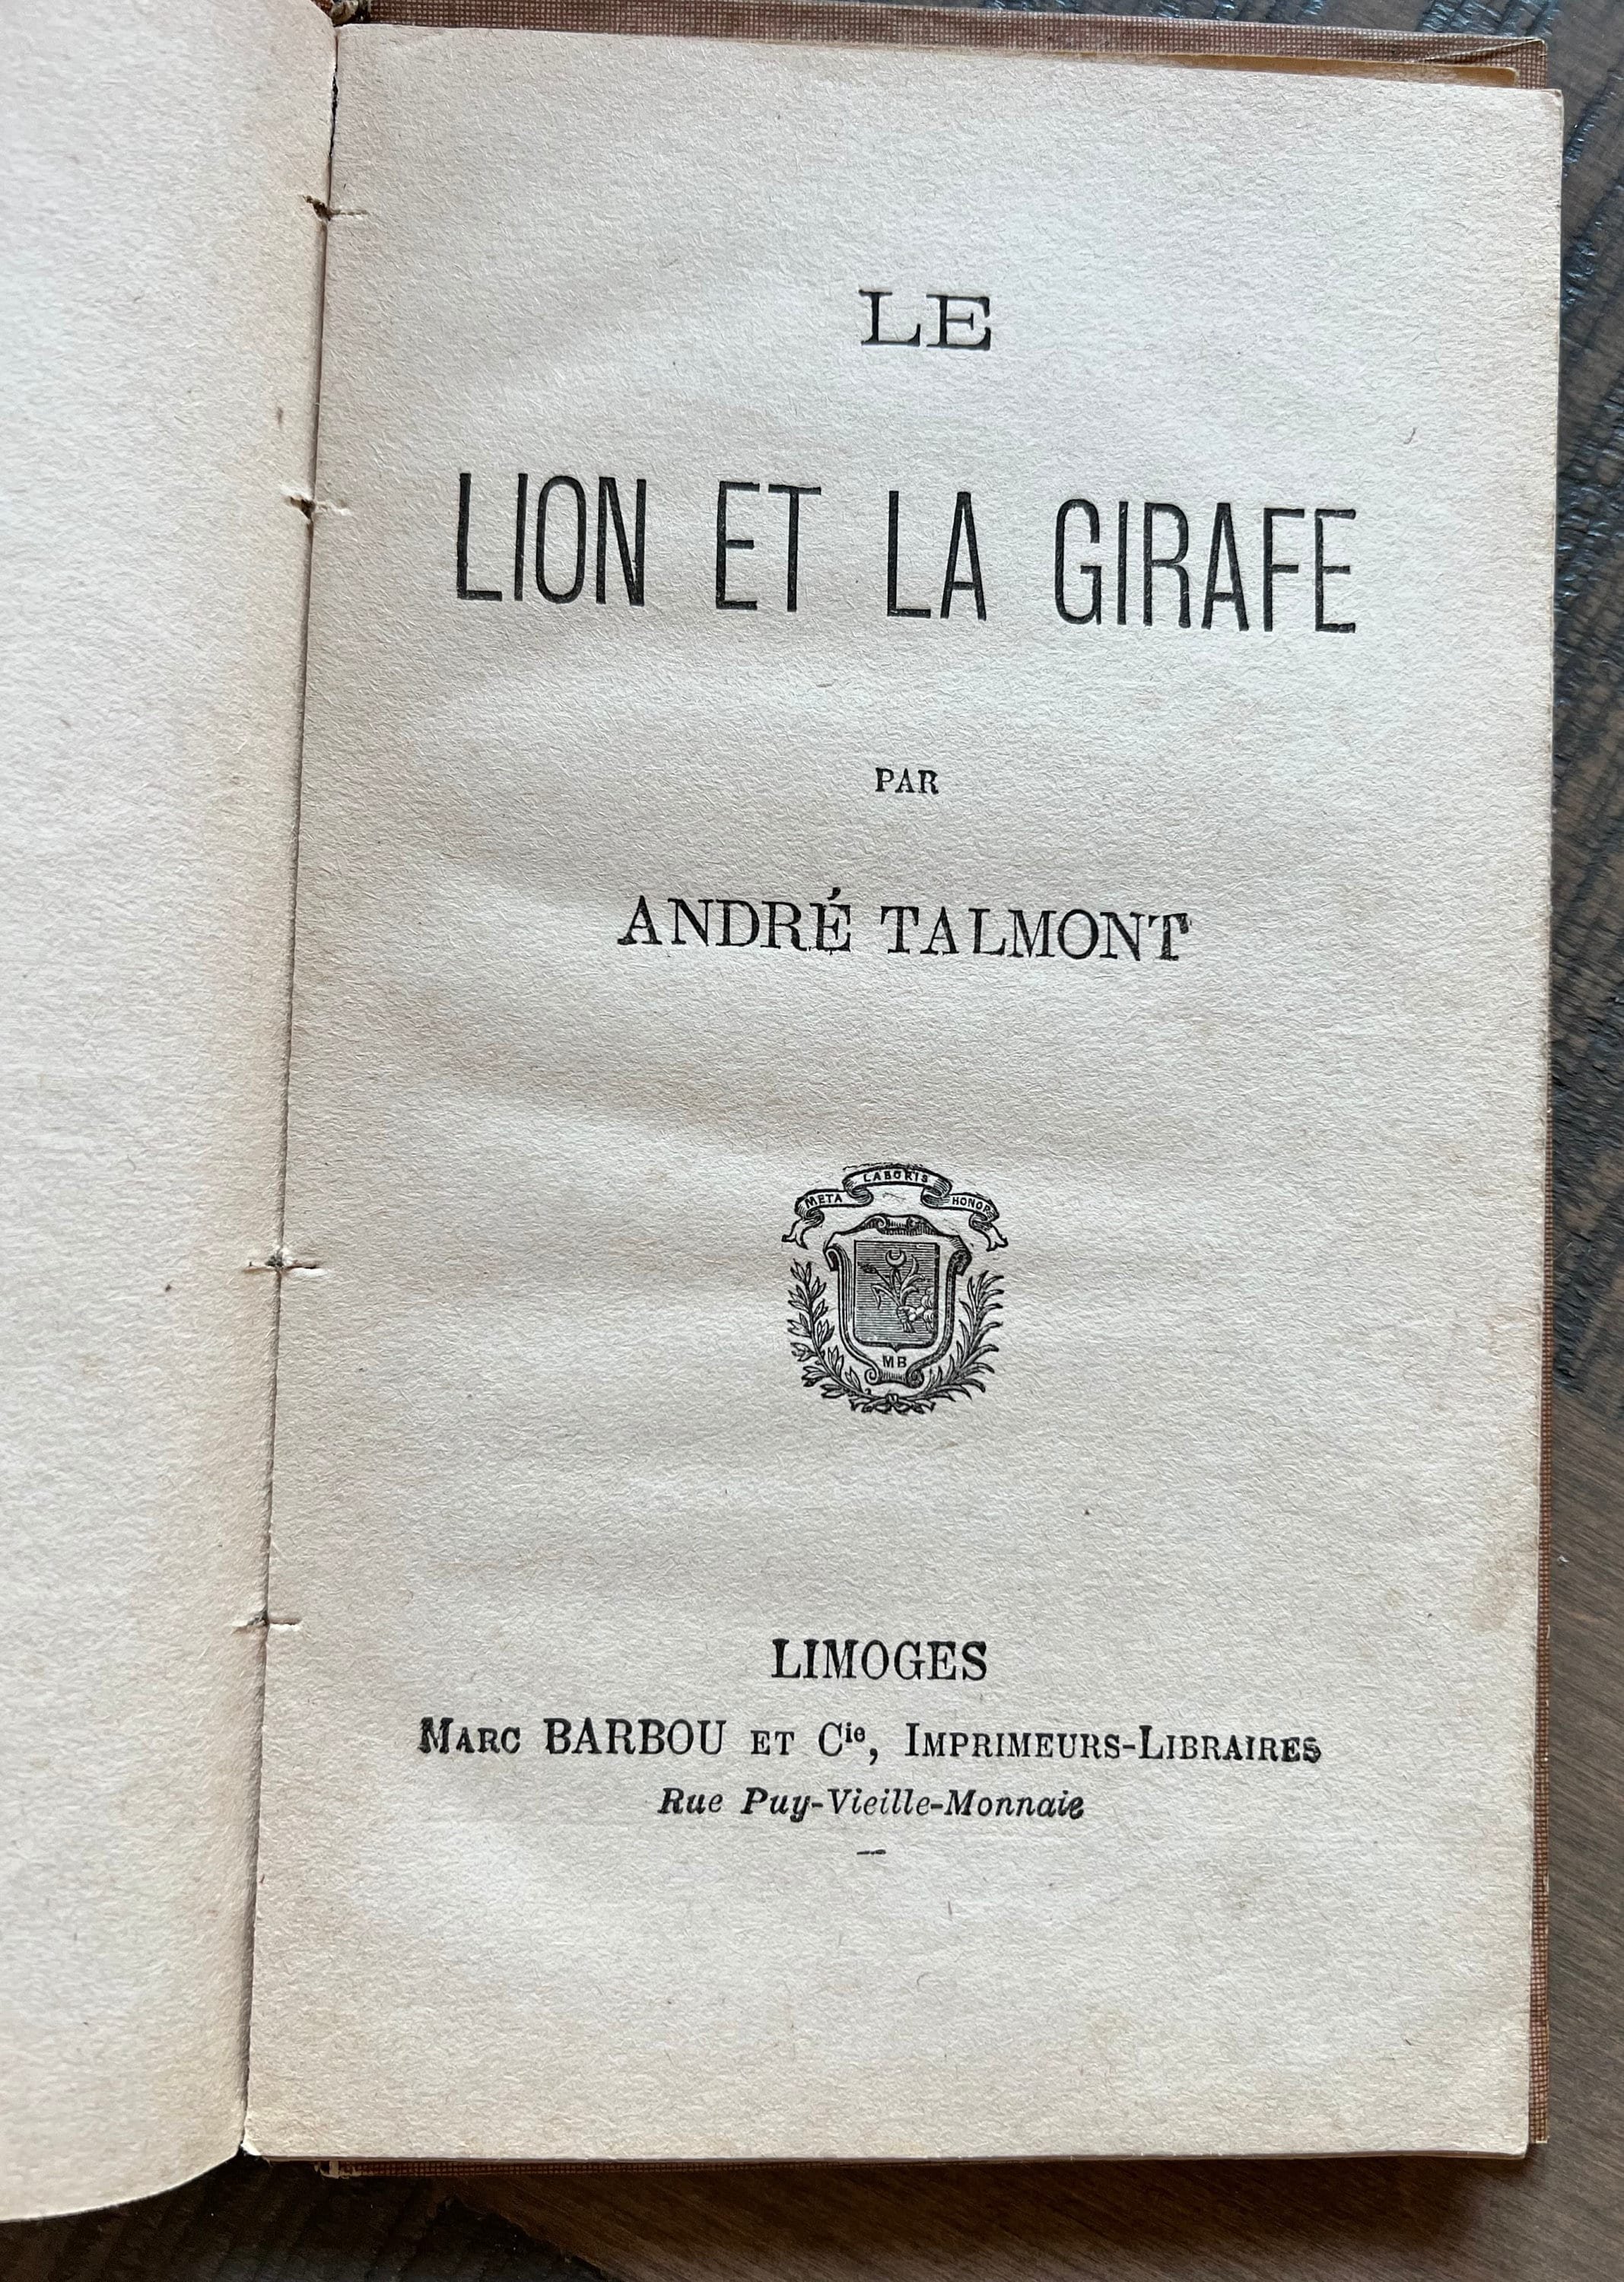 LE
LION ET LA GIRAFE
PAR
ANDRÉ TALMONT
META LABORIS HONOR
MB
LIMOGES
Marc BARBOU et Cie, Imprimeurs-Libraires
Rue Puy-Vieille-Monnaie